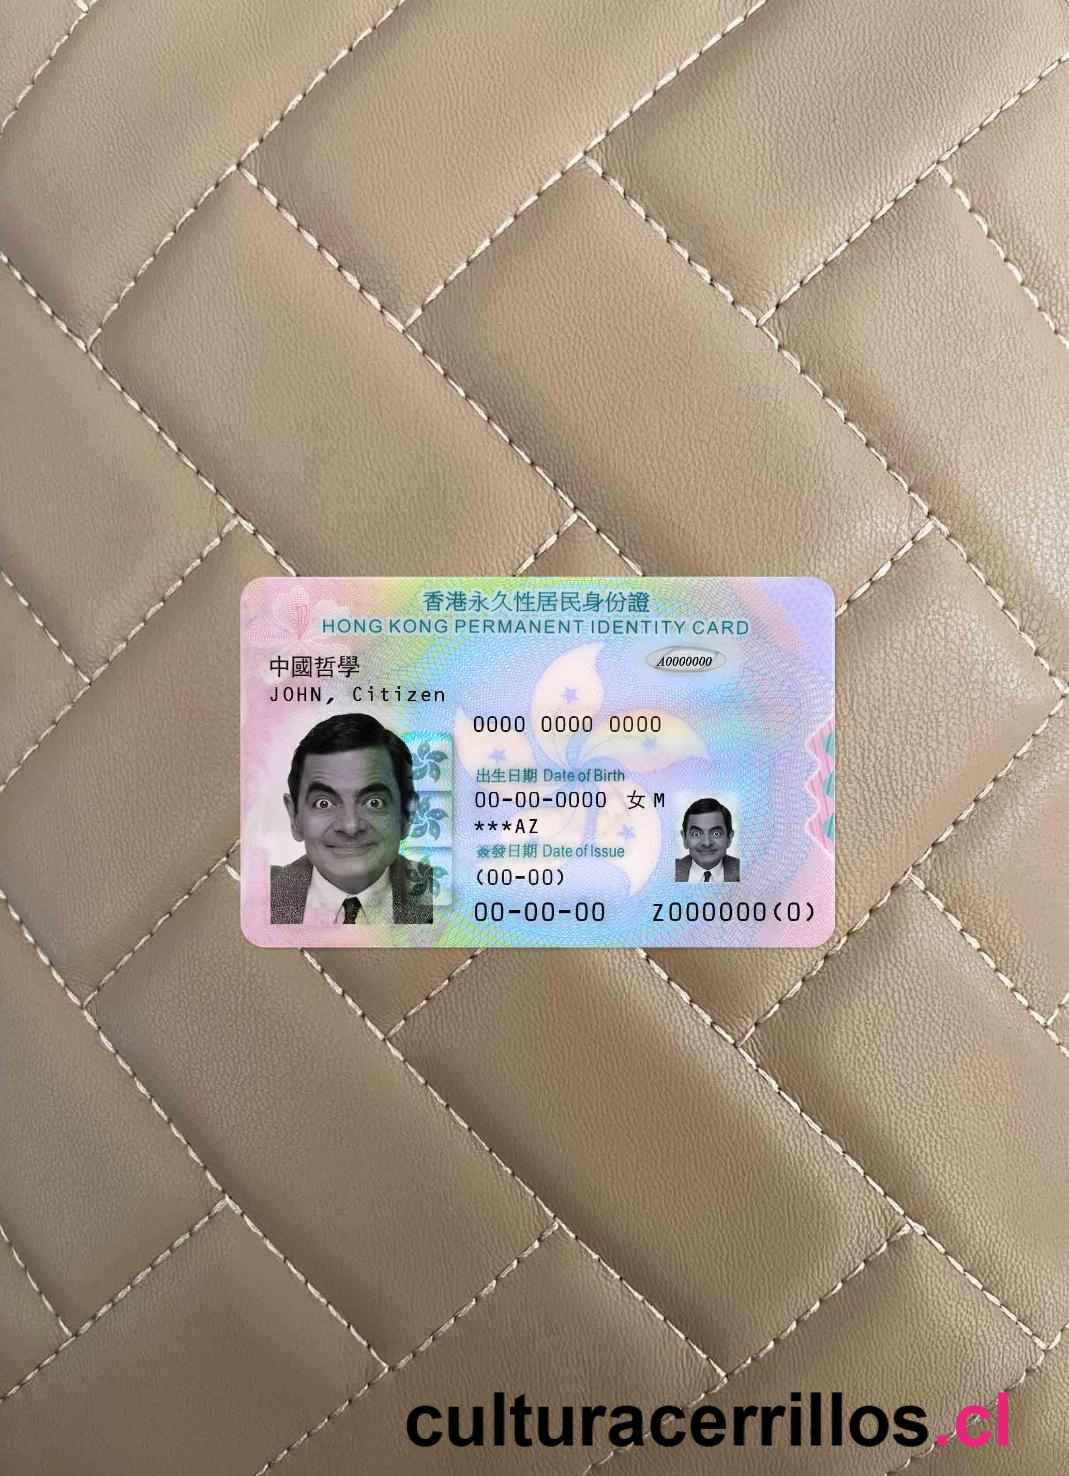 香港永久性居民身份證
HONG KONG PERMANENT IDENTITY CARD
A0000000
中國哲學
JOHN, Citizen
0000 0000 0000
出生日期 Date of Birth
00-00-0000 女 M
***AZ
簽發日期 Date of Issue
(00-00)
00-00-00 Z000000(0)
culturacerrillos.cl